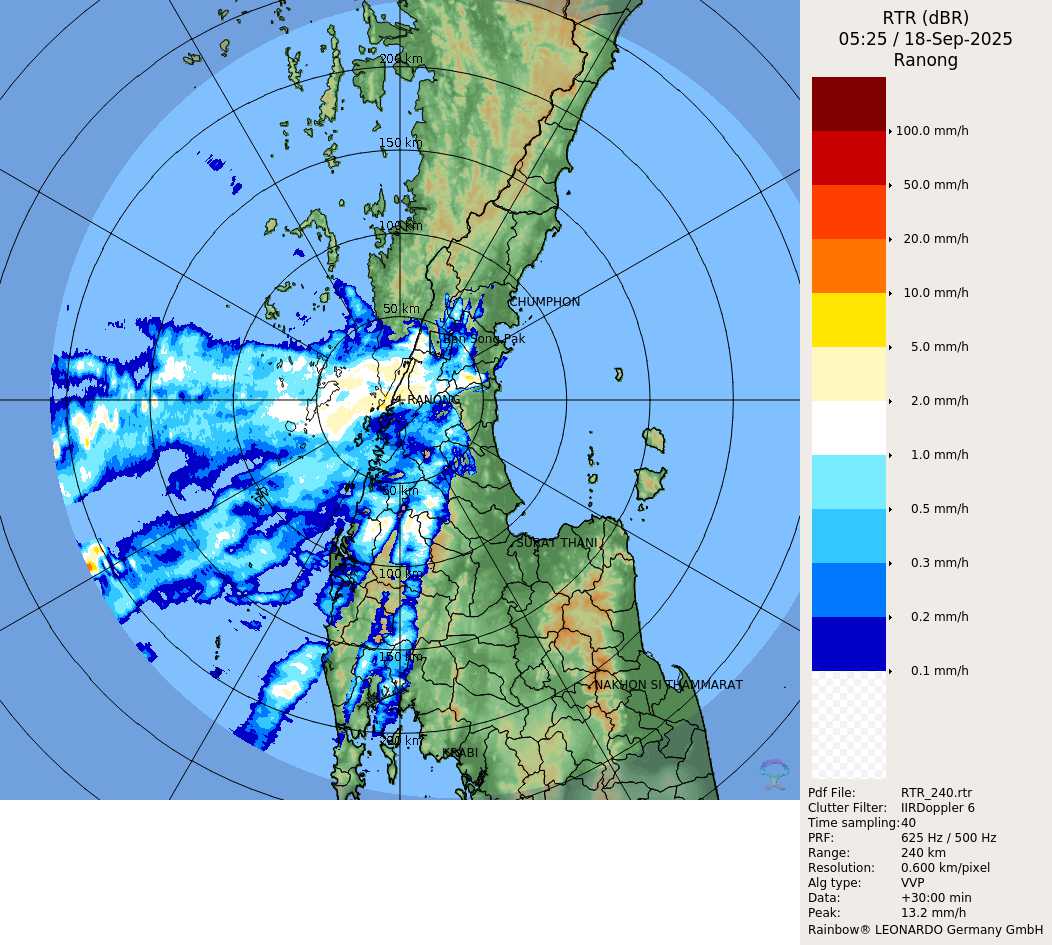 RTR (dBR)
05:25 / 18-Sep-2025
Ranong
100.0 mm/h
50.0 mm/h
20.0 mm/h
10.0 mm/h
5.0 mm/h
2.0 mm/h
1.0 mm/h
0.5 mm/h
0.3 mm/h
0.2 mm/h
0.1 mm/h
200 km
150 km
100 km
50 km
CHUMPHON
Ban Song Pak
RANONG
50 km
SURAT THANI
100 km
150 km
NAKHON SI THAMMARAT
200 km
KRABI
Pdf File: RTR_240.rtr
Clutter Filter: IIRDoppler 6
Time sampling:40
PRF: 625 Hz / 500 Hz
Range: 240 km
Resolution: 0.600 km/pixel
Alg type: VVP
Data: +30:00 min
Peak: 13.2 mm/h
Rainbow® LEONARDO Germany GmbH